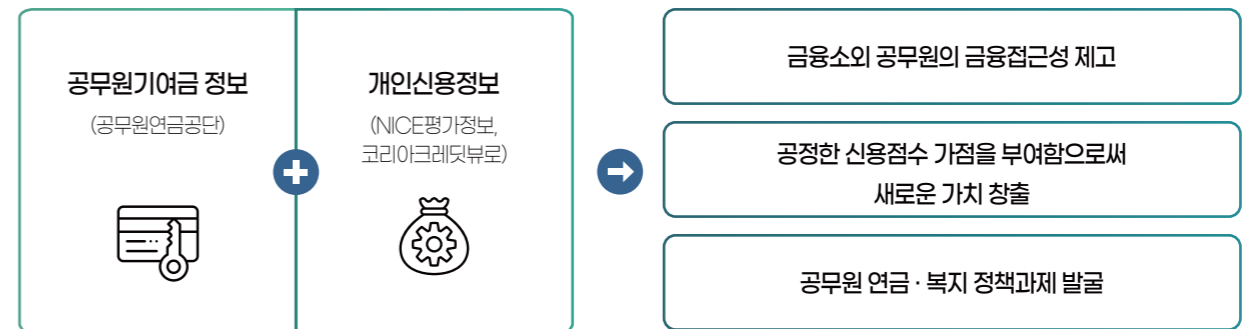 공무원기여금 정보
(공무원연금공단)
개인신용정보
(NICE평가정보,
코리아크레딧뷰로)
금융소외 공무원의 금융접근성 제고
공정한 신용점수 가점을 부여함으로써
새로운 가치 창출
공무원 연금 · 복지 정책과제 발굴